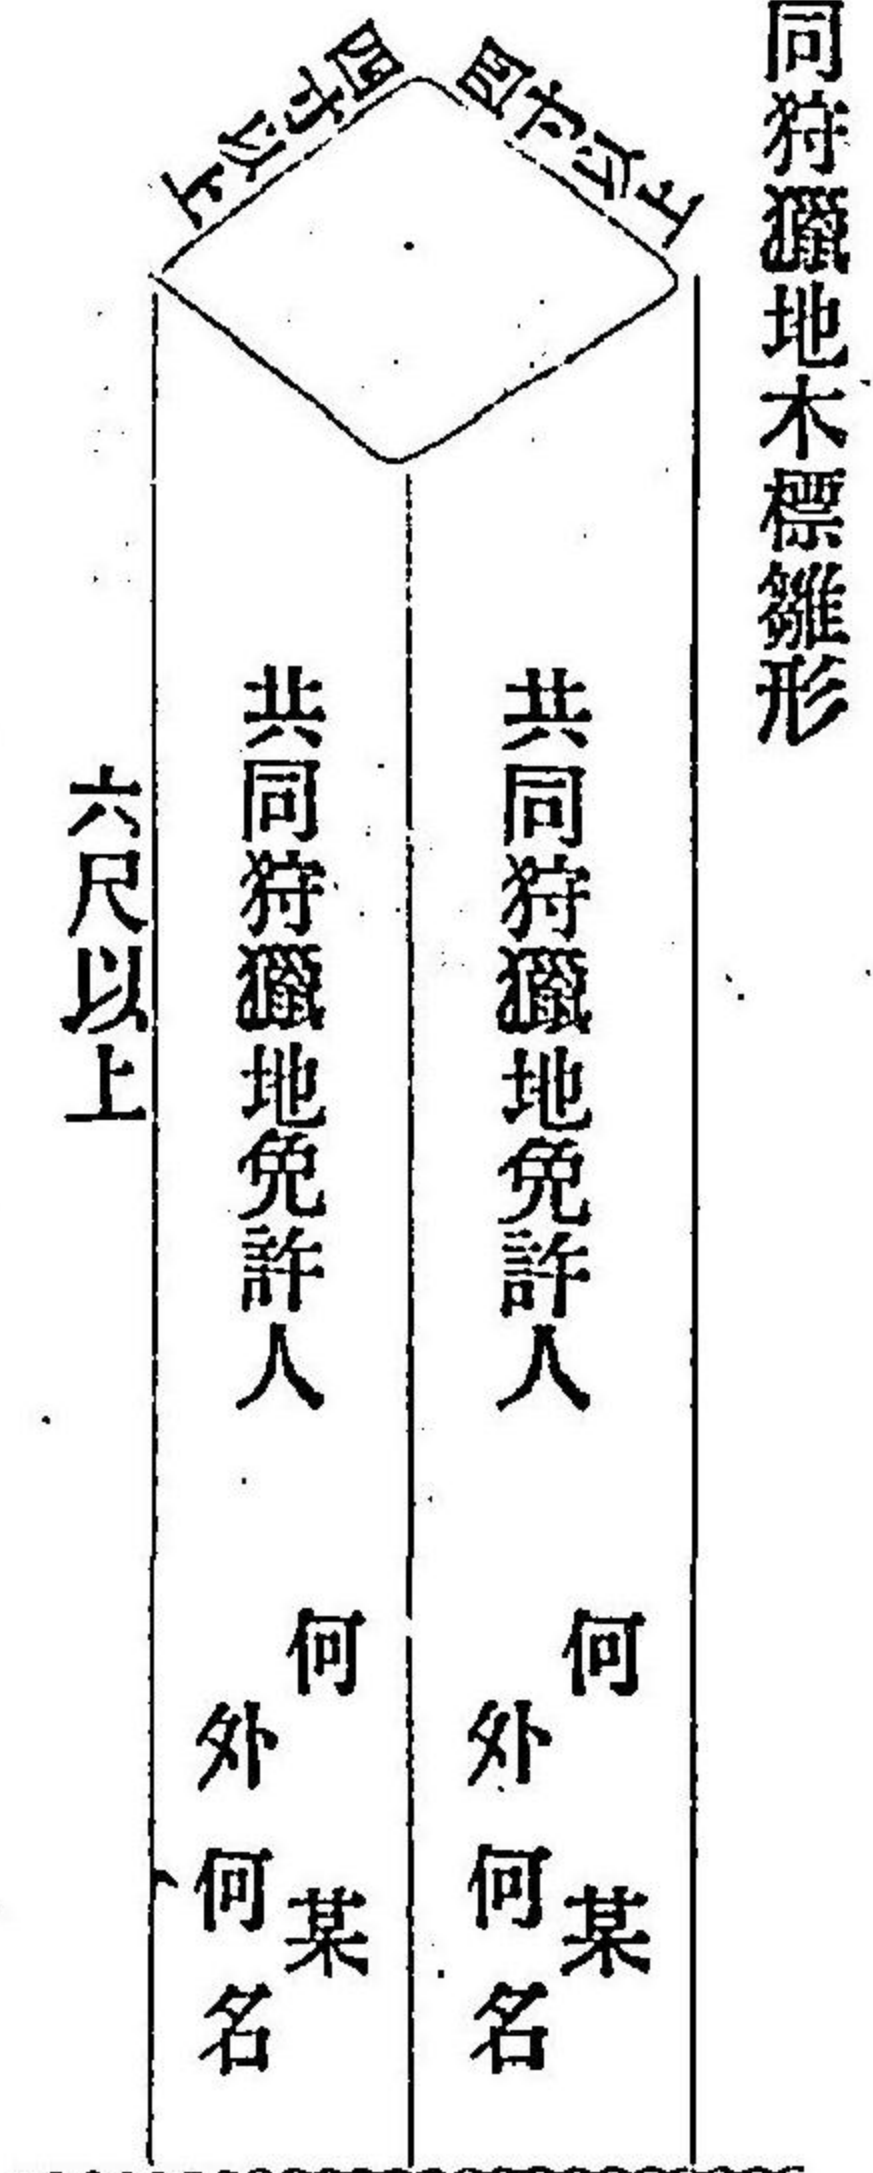 同狩獵地木標雛形
四寸以上
四寸以上
共同狩獵地免許人
何某
外何名
共同狩獵地免許人
何某
外何名
六尺以上